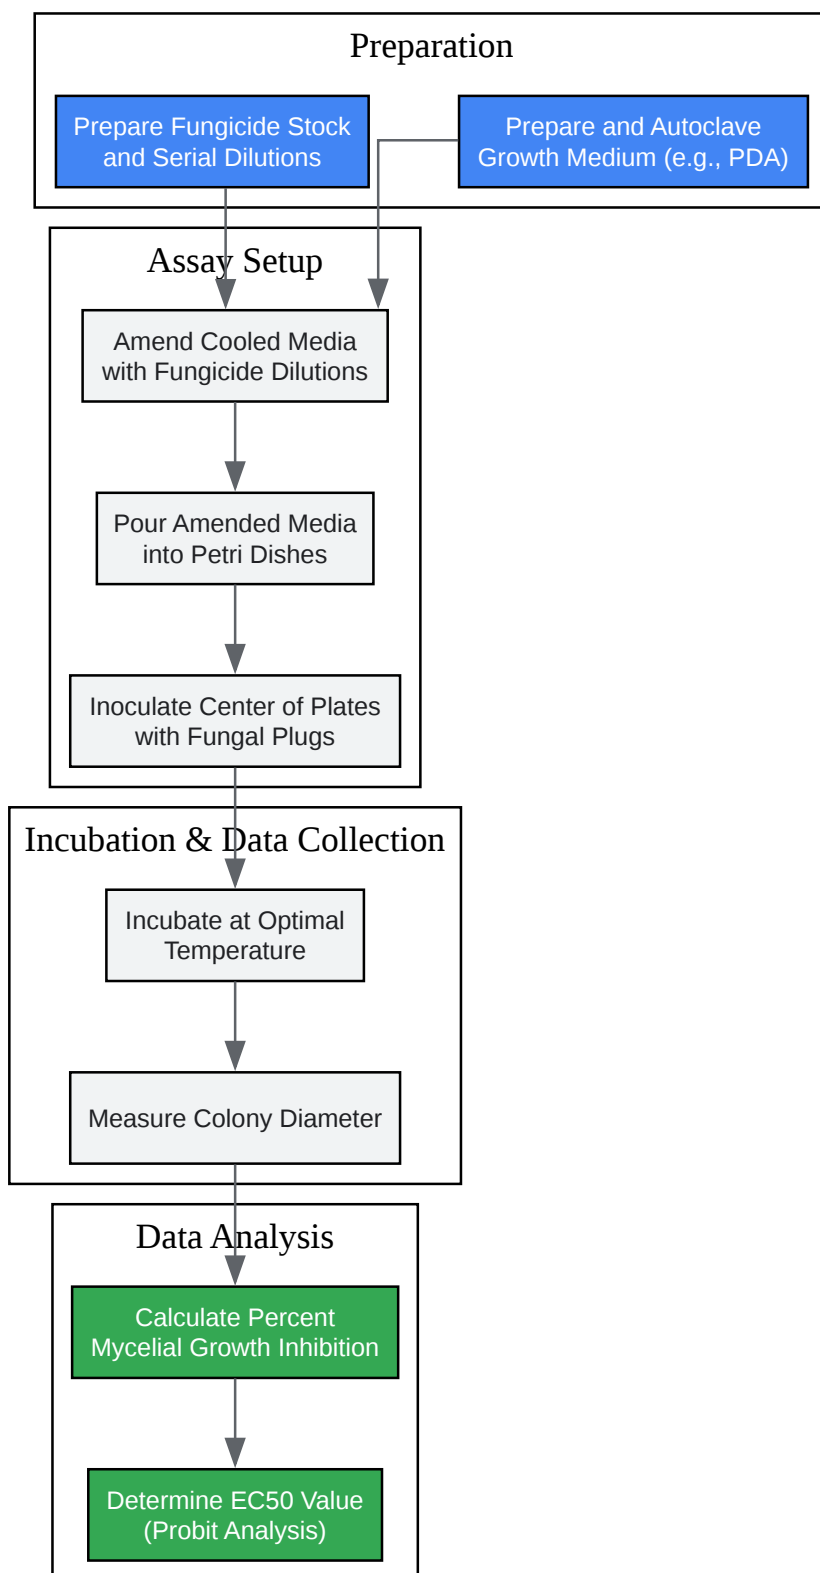 Preparation
Prepare Fungicide Stock
and Serial Dilutions
Prepare and Autoclave
Growth Medium (e.g., PDA)
Assay Setup
Amend Cooled Media
with Fungicide Dilutions
Pour Amended Media
into Petri Dishes
Inoculate Center of Plates
with Fungal Plugs
Incubation & Data Collection
Incubate at Optimal
Temperature
Measure Colony Diameter
Data Analysis
Calculate Percent
Mycelial Growth Inhibition
Determine EC50 Value
(Probit Analysis)